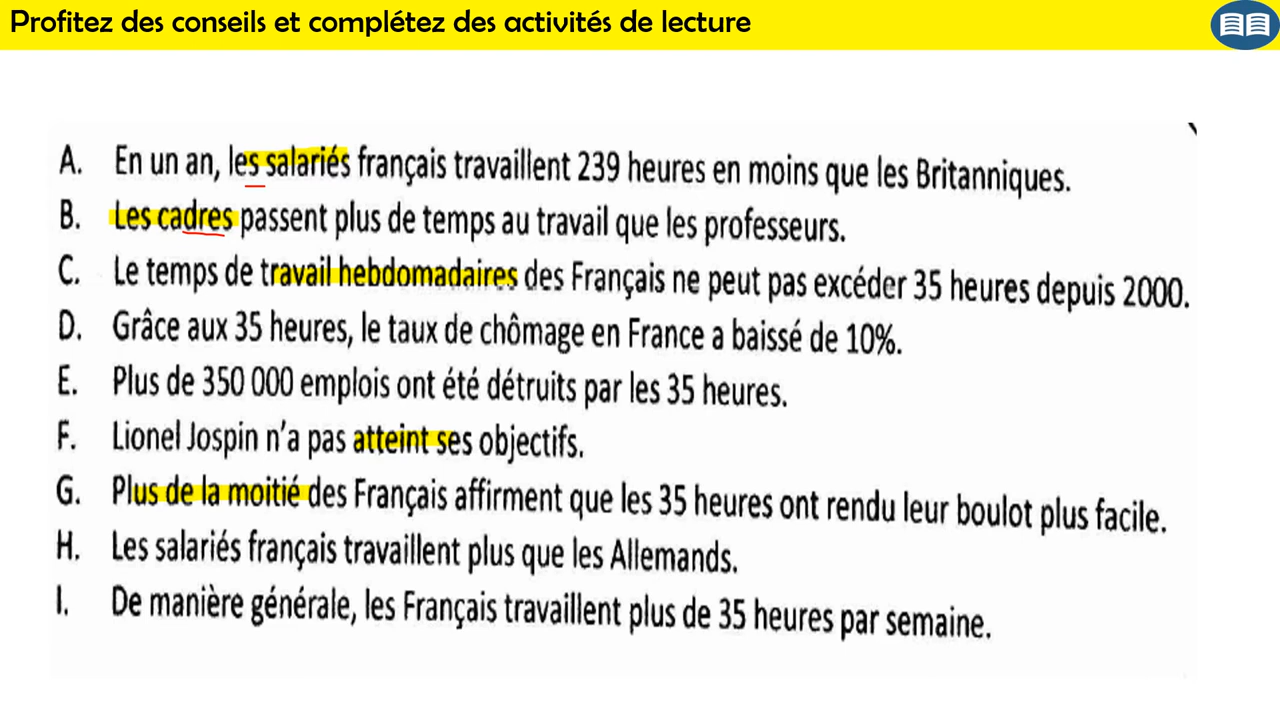 Profitez des conseils et complétez des activités de lecture
A. En un an, les salariés français travaillent 239 heures en moins que les Britanniques.
B. Les cadres passent plus de temps au travail que les professeurs.
C. Le temps de travail hebdomadaires des Français ne peut pas excéder 35 heures depuis 2000.
D. Grâce aux 35 heures, le taux de chômage en France a baissé de 10%.
E. Plus de 350 000 emplois ont été détruits par les 35 heures.
F. Lionel Jospin n'a pas atteint ses objectifs.
G. Plus de la moitié des Français affirment que les 35 heures ont rendu leur boulot plus facile.
H. Les salariés français travaillent plus que les Allemands.
I. De manière générale, les Français travaillent plus de 35 heures par semaine.